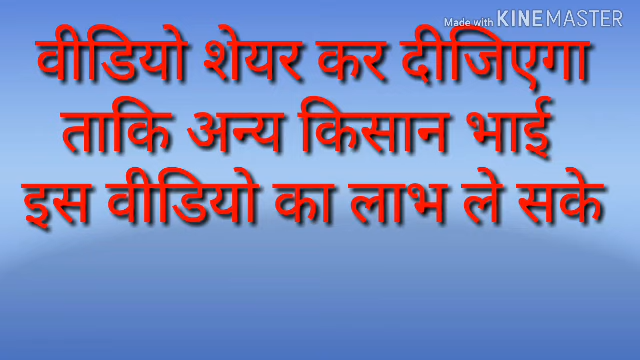 Made with KINEMASTER
वीडियो शेयर कर दीजिएगा
ताकि अन्य किसान भाई
इस वीडियो का लाभ ले सके